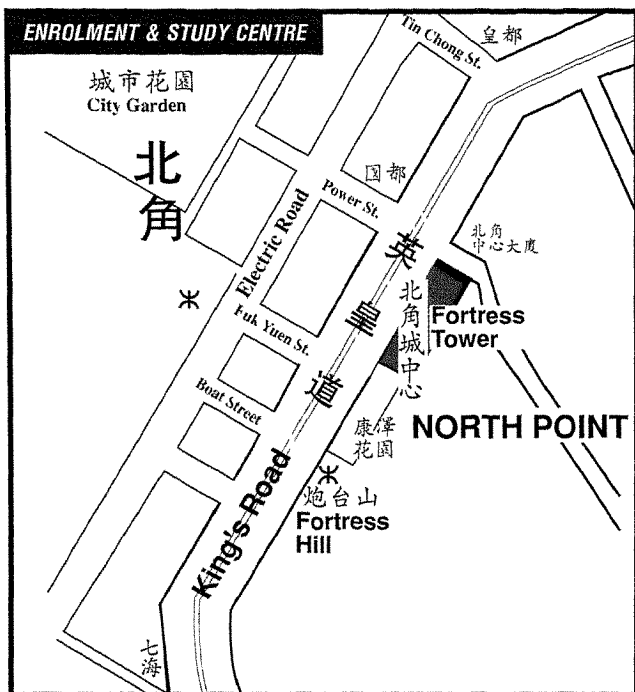 ENROLMENT & STUDY CENTRE
Tin Chong St.
皇都
城市花園
City Garden
北角
国都
Power St.
Electric Road
北角
中心大廈
英皇道
北角城中心
Fortress
Tower
Fuk Yuen St.
Boat Street
NORTH POINT
康澤
花園
King's Road
炮台山
Fortress
Hill
七海